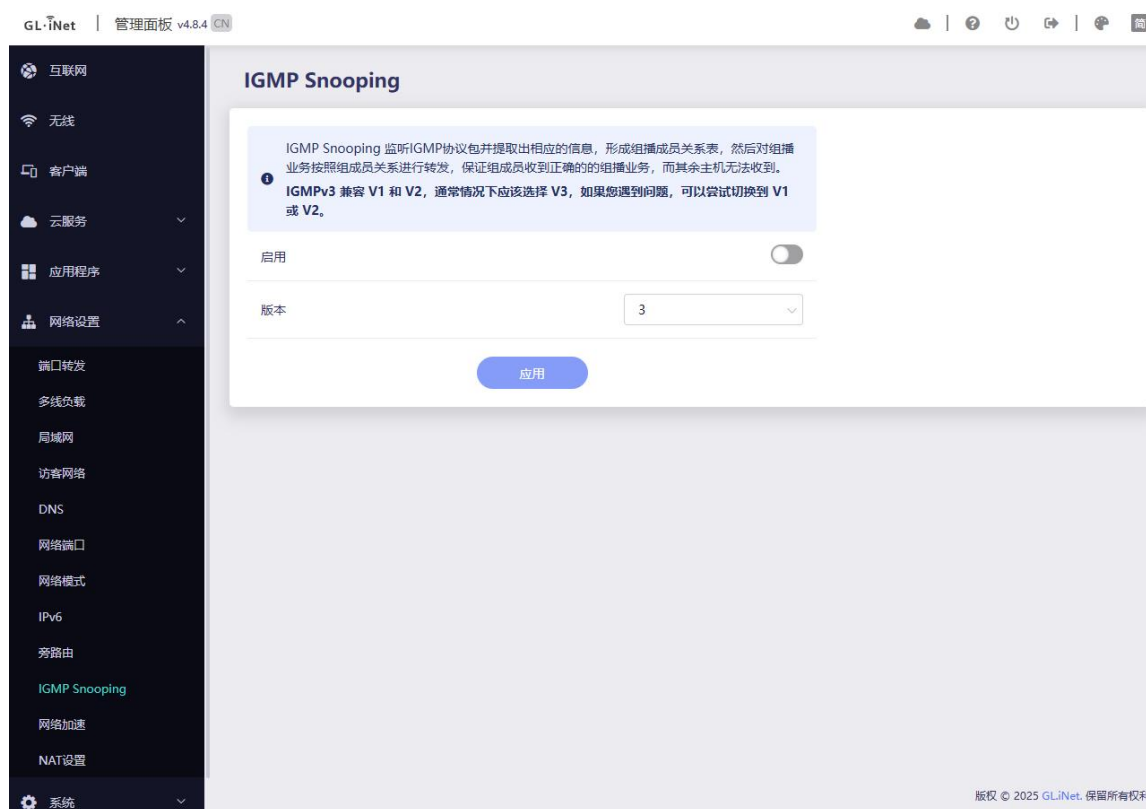 GL·iNet | 管理面板 v4.8.4 CN
简
互联网
无线
客户端
云服务
应用程序
网络设置
端口转发
多线负载
局域网
访客网络
DNS
网络端口
网络模式
IPv6
旁路由
IGMP Snooping
网络加速
NAT设置
系统
IGMP Snooping
IGMP Snooping 监听IGMP协议包并提取出相应的信息，形成组播成员关系表，然后对组播
业务按照组成员关系进行转发，保证组成员收到正确的的组播业务，而其余主机无法收到。
IGMPv3 兼容 V1 和 V2，通常情况下应该选择 V3，如果您遇到问题，可以尝试切换到 V1
或 V2。
启用
版本
3
应用
版权 © 2025 GL.iNet. 保留所有权利